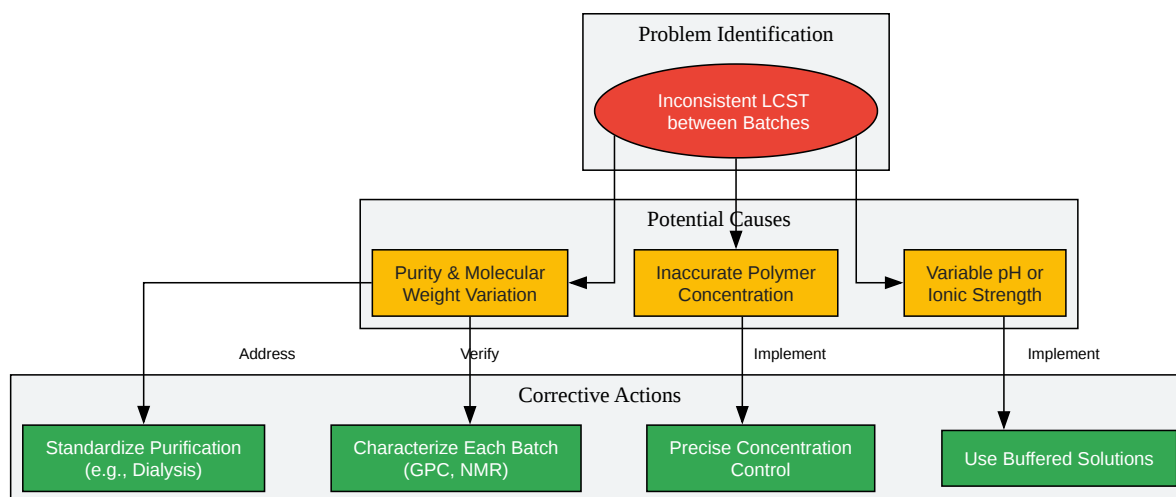 Problem Identification
Inconsistent LCST
between Batches
Potential Causes
Purity & Molecular
Weight Variation
Inaccurate Polymer
Concentration
Variable pH or
Ionic Strength
Address
Verify
Implement
Implement
Corrective Actions
Standardize Purification
(e.g., Dialysis)
Characterize Each Batch
(GPC, NMR)
Precise Concentration
Control
Use Buffered Solutions